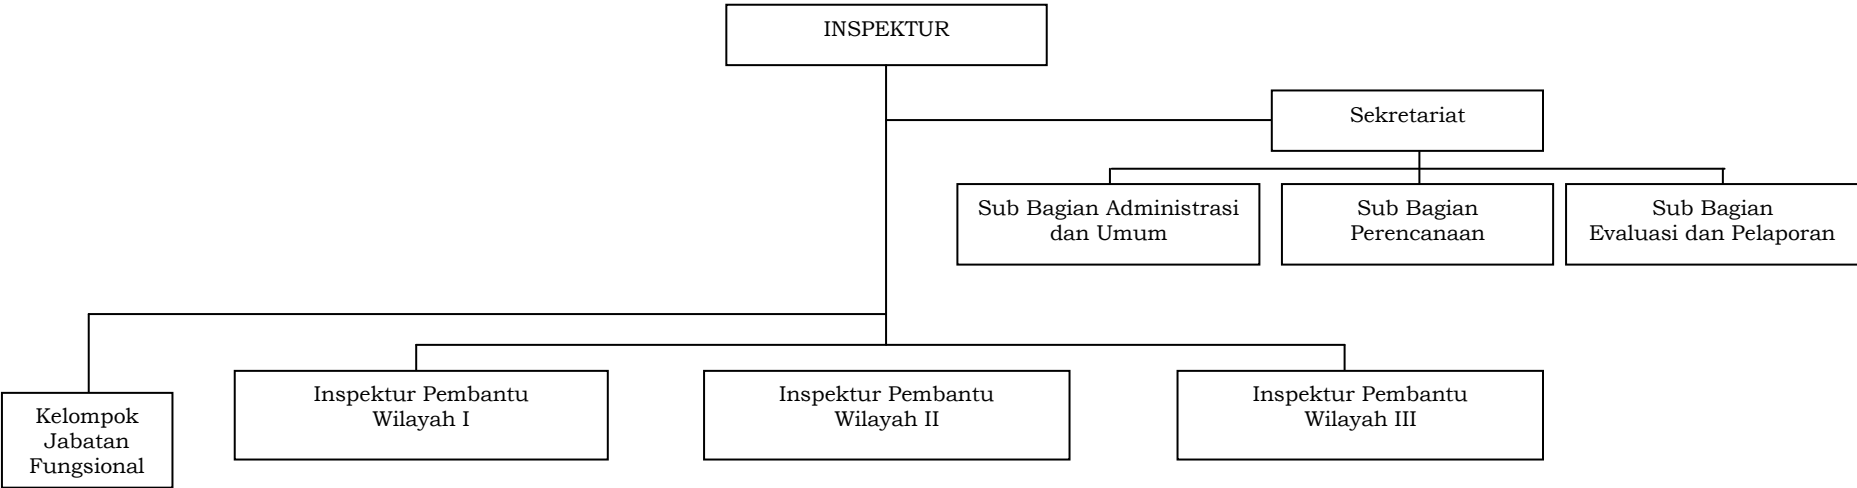 INSPEKTUR
Sekretariat
Sub Bagian Administrasi
dan Umum
Sub Bagian
Perencanaan
Sub Bagian
Evaluasi dan Pelaporan
Kelompok
Jabatan
Fungsional
Inspektur Pembantu
Wilayah I
Inspektur Pembantu
Wilayah II
Inspektur Pembantu
Wilayah III